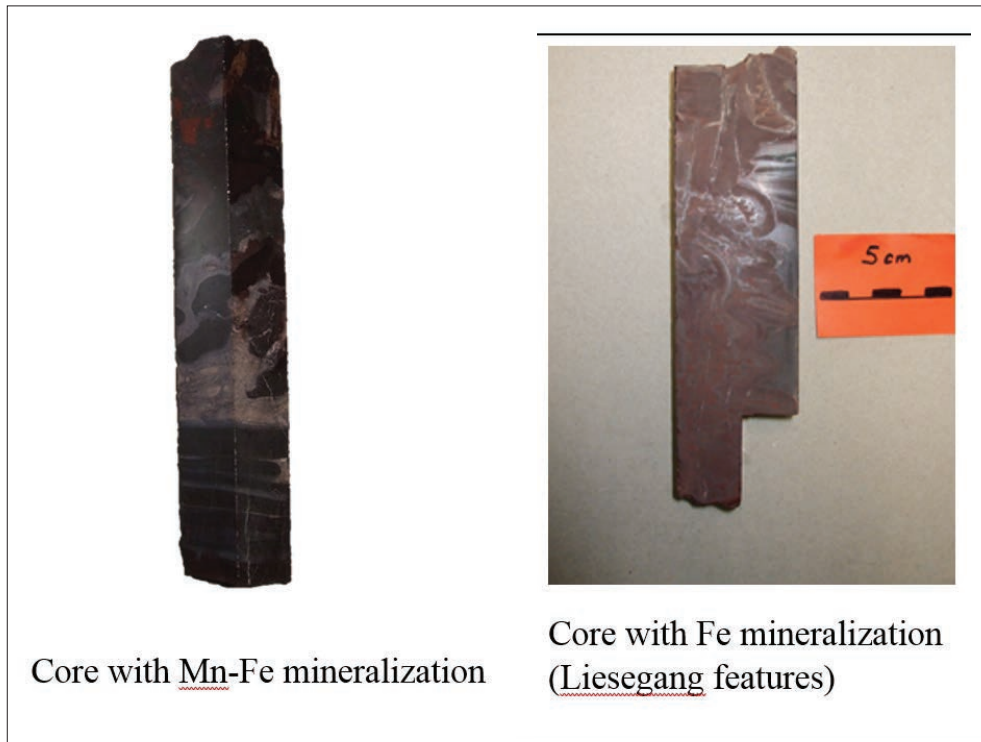 5 cm
Core with Mn-Fe mineralization
Core with Fe mineralization
(Liesegang features)